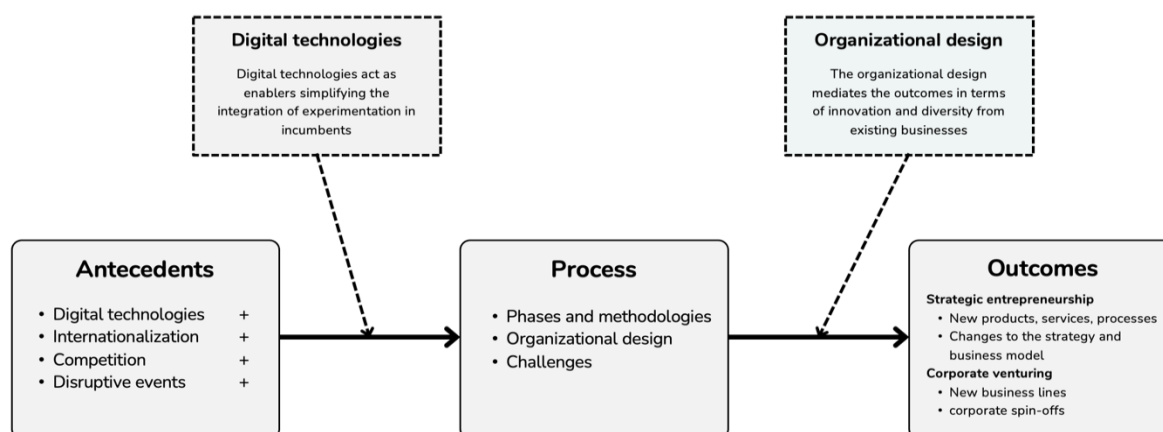 Digital technologies
Digital technologies act as
enablers simplifying the
integration of experimentation in
incumbents
Organizational design
The organizational design
mediates the outcomes in terms
of innovation and diversity from
existing businesses
Antecedents
• Digital technologies +
• Internationalization +
• Competition +
• Disruptive events +
Process
• Phases and methodologies
• Organizational design
• Challenges
Outcomes
Strategic entrepreneurship
• New products, services, processes
• Changes to the strategy and
business model
Corporate venturing
• New business lines
• corporate spin-offs